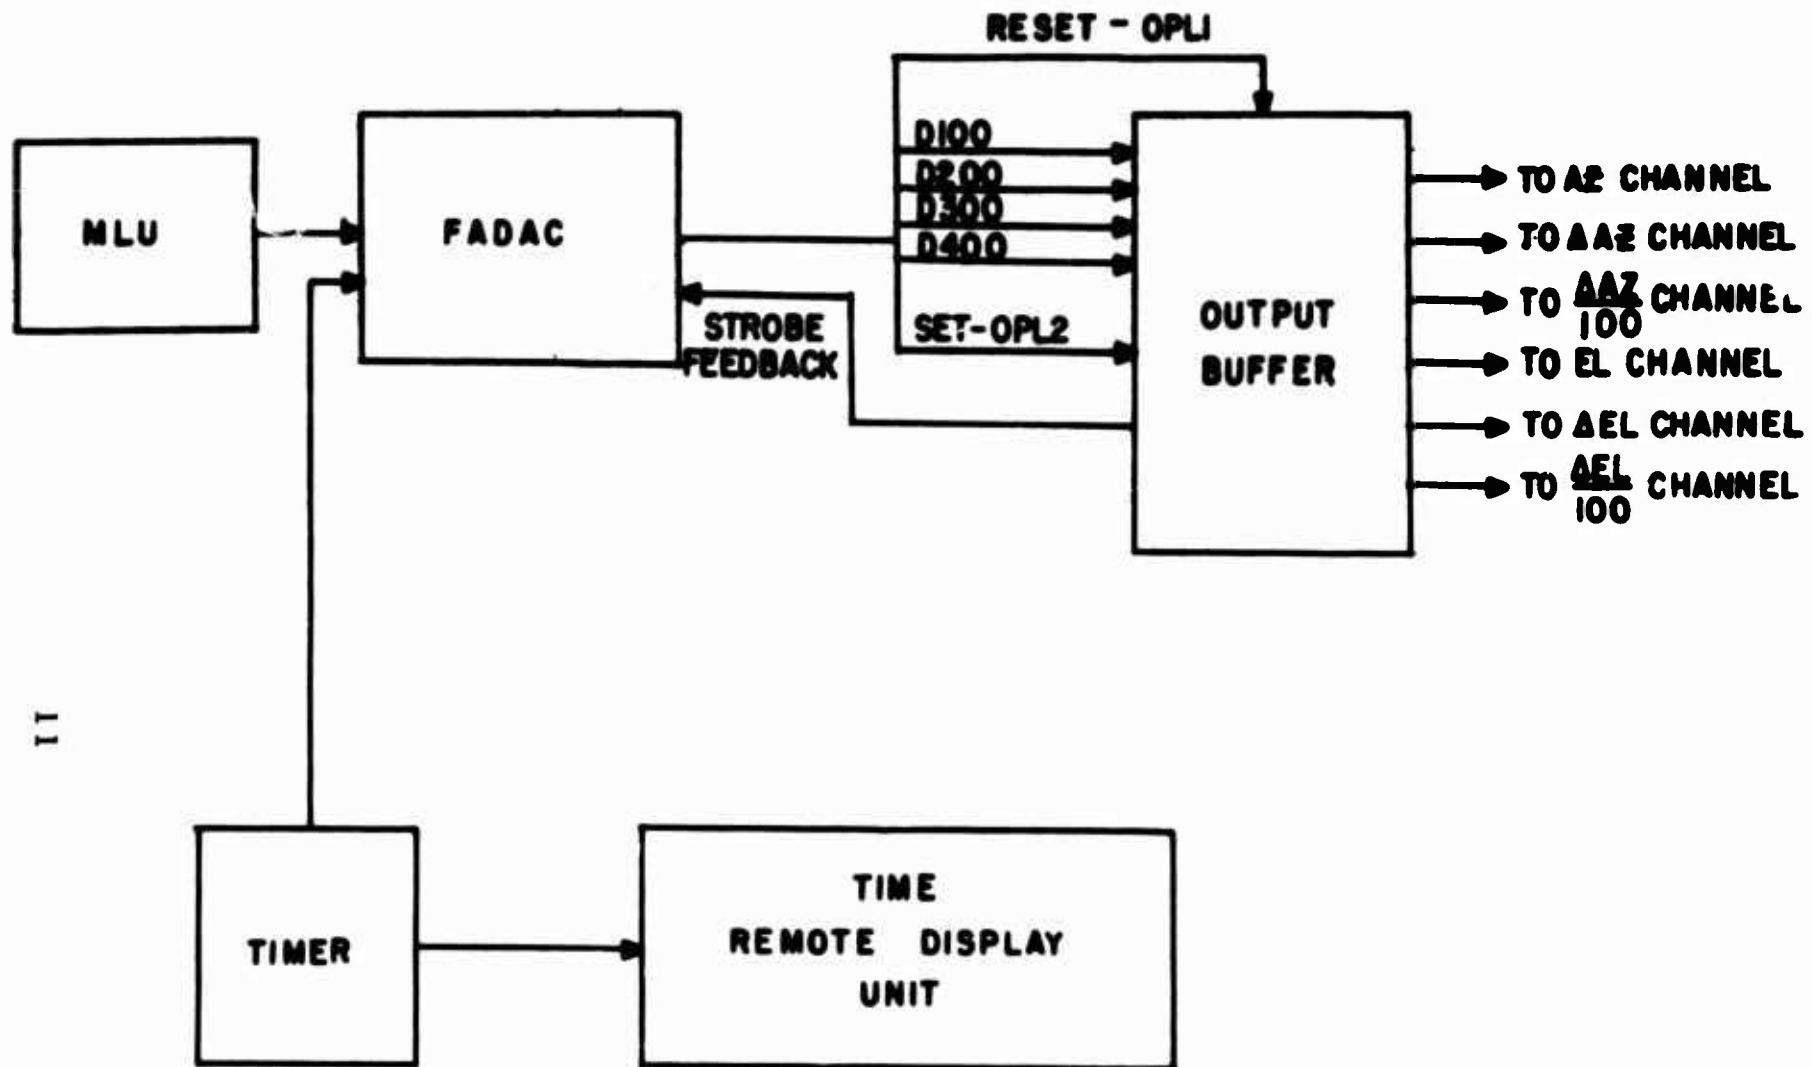 RESET - OPL1
D100
D200
D300
D400
MLU
FADAC
STROBE
FEEDBACK
SET-OPL2
OUTPUT
BUFFER
TO AZ CHANNEL
TO ΔAZ CHANNEL
TO ΔAZ/100 CHANNEL
TO EL CHANNEL
TO ΔEL CHANNEL
TO ΔEL/100 CHANNEL
11
TIMER
TIME
REMOTE DISPLAY
UNIT